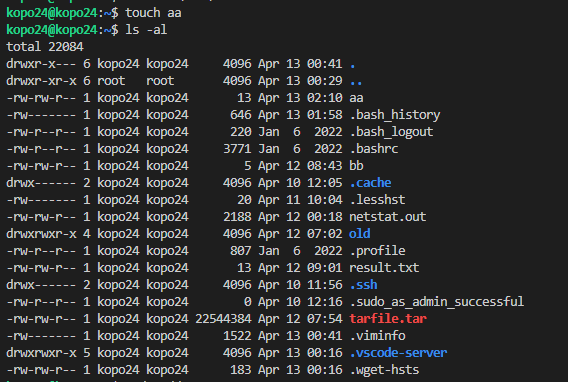 kopo24@kopo24:~$ touch aa
kopo24@kopo24:~$ ls -al
total 22084
drwxr-x--- 6 kopo24 kopo24     4096 Apr 13 00:41 .
drwxr-xr-x 6 root   root       4096 Apr 13 00:29 ..
-rw-rw-r-- 1 kopo24 kopo24       13 Apr 13 02:10 aa
-rw------- 1 kopo24 kopo24      646 Apr 13 01:58 .bash_history
-rw-r--r-- 1 kopo24 kopo24      220 Jan  6  2022 .bash_logout
-rw-r--r-- 1 kopo24 kopo24     3771 Jan  6  2022 .bashrc
-rw-rw-r-- 1 kopo24 kopo24        5 Apr 12 08:43 bb
drwx------ 2 kopo24 kopo24     4096 Apr 10 12:05 .cache
-rw------- 1 kopo24 kopo24       20 Apr 11 10:04 .lesshst
-rw-rw-r-- 1 kopo24 kopo24     2188 Apr 12 00:18 netstat.out
drwxrwxr-x 4 kopo24 kopo24     4096 Apr 12 07:02 old
-rw-r--r-- 1 kopo24 kopo24      807 Jan  6  2022 .profile
-rw-rw-r-- 1 kopo24 kopo24       13 Apr 12 09:01 result.txt
drwx------ 2 kopo24 kopo24     4096 Apr 10 11:56 .ssh
-rw-r--r-- 1 kopo24 kopo24        0 Apr 10 12:16 .sudo_as_admin_successful
-rw-rw-r-- 1 kopo24 kopo24 22544384 Apr 12 07:54 tarfile.tar
-rw------- 1 kopo24 kopo24     1522 Apr 13 00:41 .viminfo
drwxrwxr-x 5 kopo24 kopo24     4096 Apr 13 00:16 .vscode-server
-rw-rw-r-- 1 kopo24 kopo24      183 Apr 13 00:16 .wget-hsts